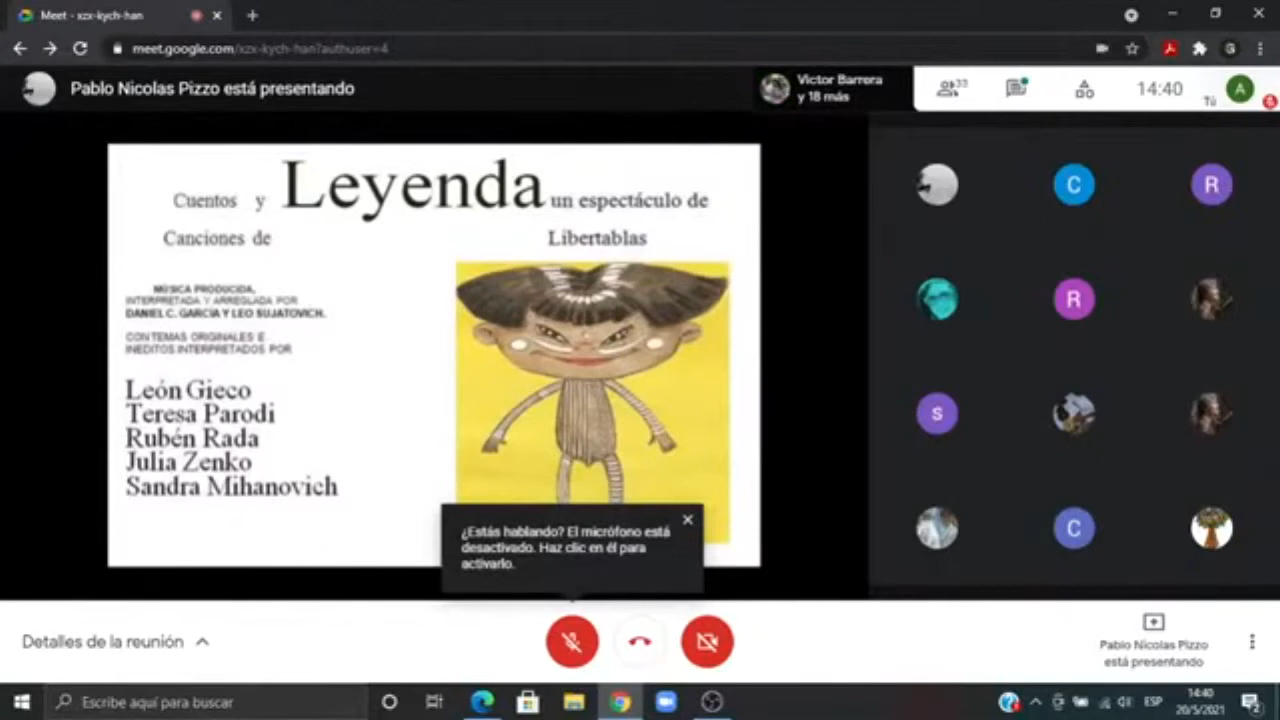 Meet - xzx-kych-han
meet.google.com/xzx-kych-han?authuser=4
Pablo Nicolas Pizzo está presentando
Victor Barrera
y 18 más
33
14:40
Tú
A
Cuentos y Leyenda un espectáculo de
Canciones de Libertablas
MÚSICA PRODUCIDA,
INTERPRETADA Y ARREGLADA POR
DANIEL C. GARCIA Y LEO SUJATOVICH.
CON TEMAS ORIGINALES E
INEDITOS INTERPRETADOS POR
León Gieco
Teresa Parodi
Rubén Rada
Julia Zenko
Sandra Mihanovich
C
R
R
S
C
¿Estás hablando? El micrófono está
desactivado. Haz clic en él para
activarlo.
Detalles de la reunión
Pablo Nicolas Pizzo
está presentando
Escribe aquí para buscar
ESP
14:40
20/5/2021